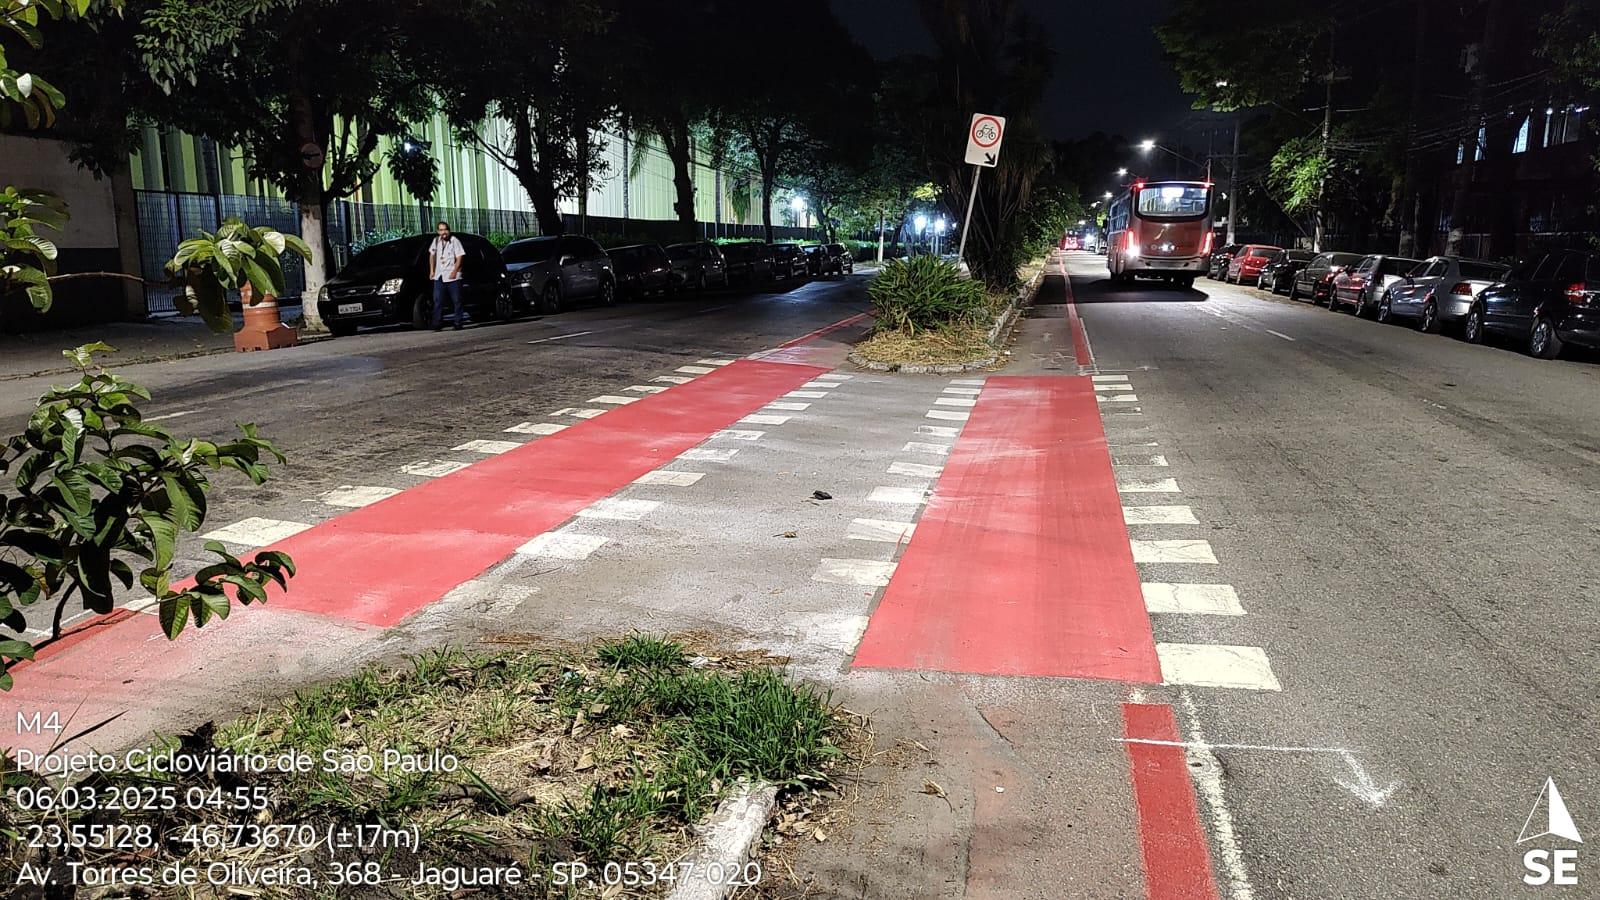 M4
Projeto Cicloviário de São Paulo
06.03.2025 04:55
-23,55128, -46,73670 (±17m)
Av. Torres de Oliveira, 368 - Jaguaré - SP, 05347-020
SE